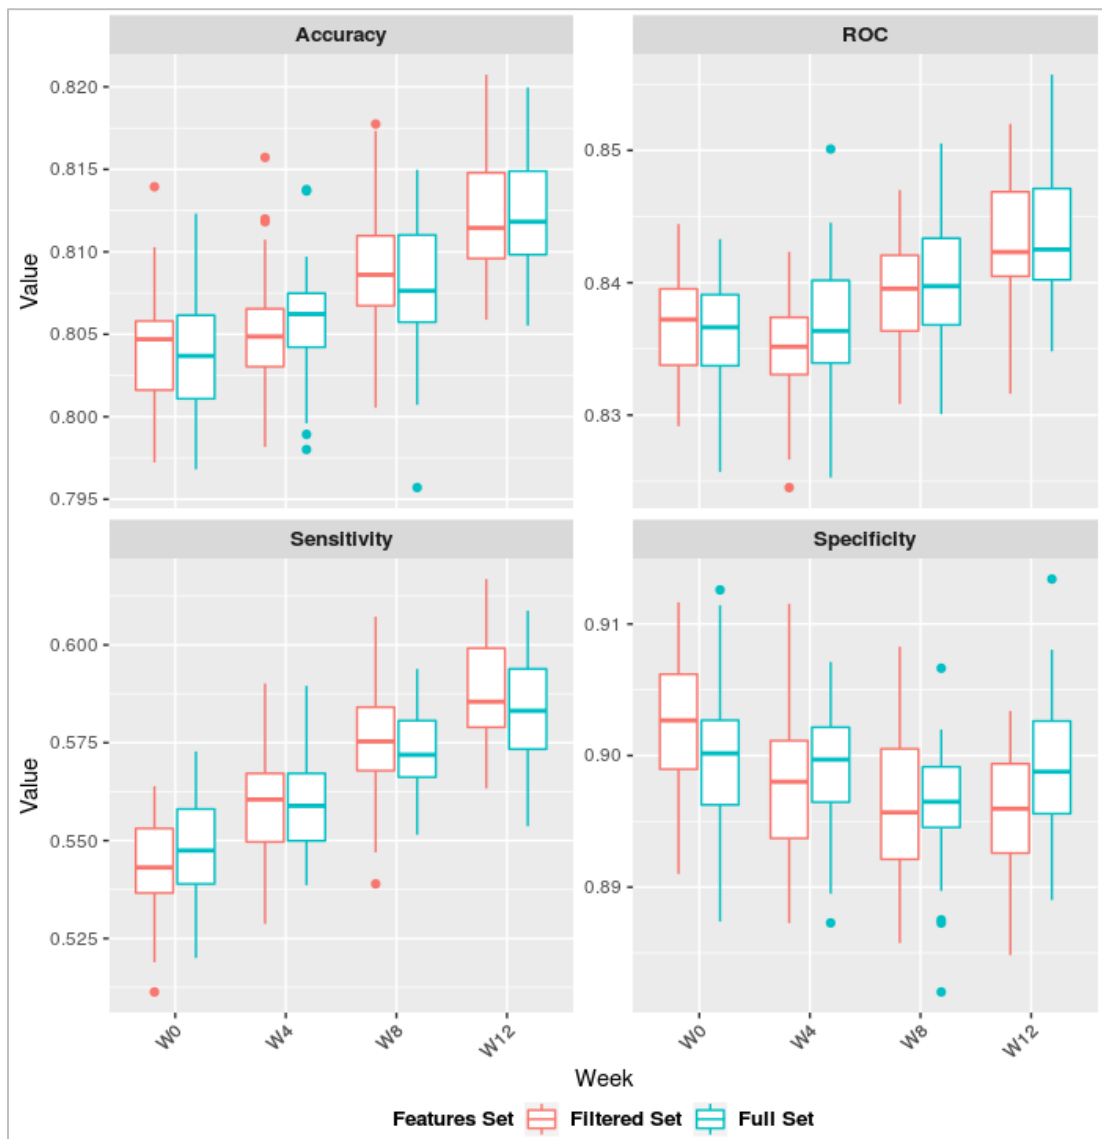 Accuracy
ROC
Value
0.820
0.815
0.810
0.805
0.800
0.795
0.85
0.84
0.83
Sensitivity
Specificity
Value
0.600
0.575
0.550
0.525
0.91
0.90
0.89
W0 W4 W8 W12
W0 W4 W8 W12
Week
Features Set Filtered Set Full Set